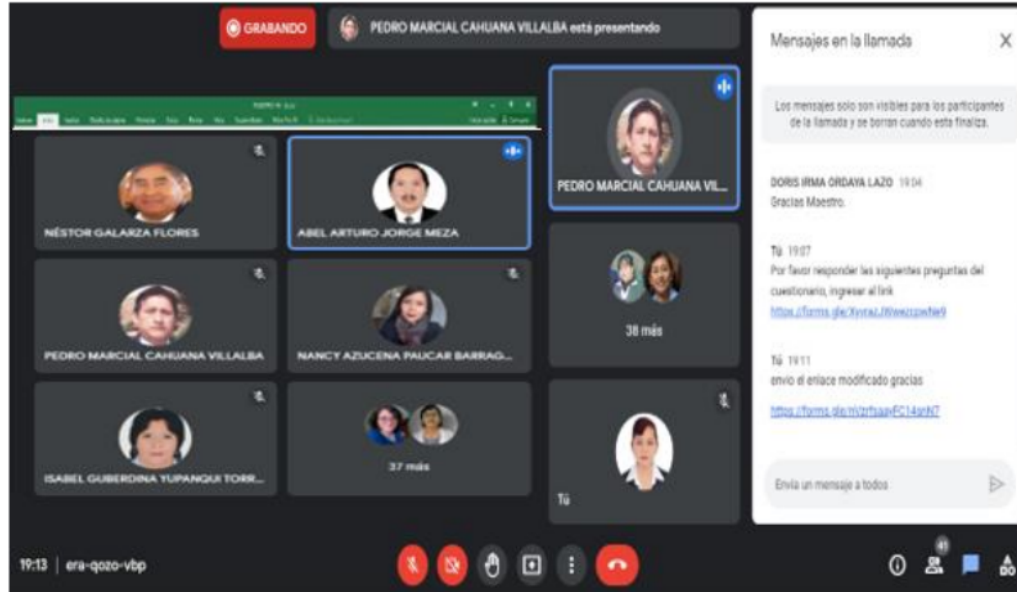 GRABANDO
PEDRO MARCIAL CAHUANA VILLALBA está presentando
NÉSTOR GALARZA FLORES
ABEL ARTURO JORGE MEZA
PEDRO MARCIAL CAHUANA VIL...
PEDRO MARCIAL CAHUANA VILLALBA
NANCY AZUCENA PAUCAR BARRAG...
38 más
ISABEL GUBERDINA YUPANQUI TORR...
37 más
Tú
Mensajes en la llamada
Los mensajes solo son visibles para los participantes
de la llamada y se borran cuando esta finaliza.
DORIS IRMA ORDAYA LAZO 19:04
Gracias Maestro.
Tú 19:07
Por favor responder las siguientes preguntas del
cuestionario, ingresar al link
Tú 19:11
envio el enlace modificado gracias
Envía un mensaje a todos
19:13 | era-qozo-vbp
41